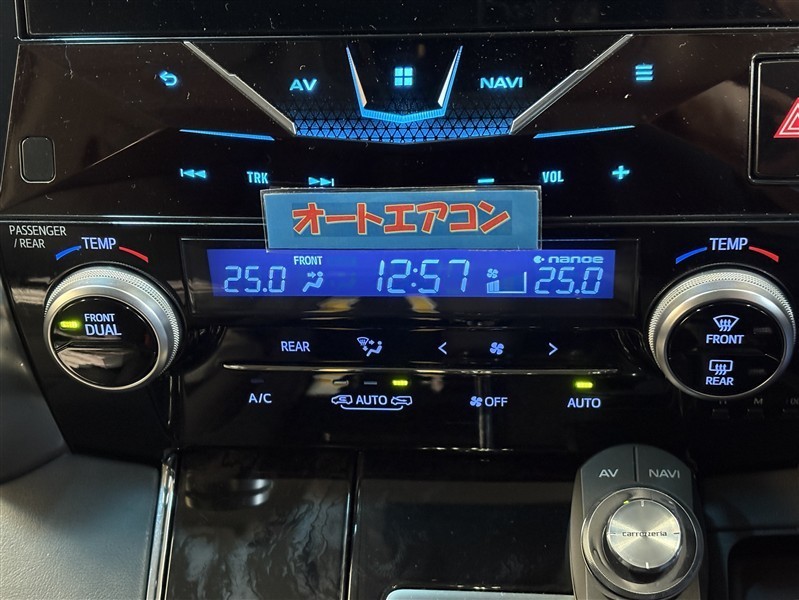 AV NAVI
TRK VOL
オートエアコン
PASSENGER
/ REAR
TEMP TEMP
FRONT nanoe
25.0 12:57 25.0
FRONT
DUAL
FRONT
REAR
REAR
A/C AUTO OFF AUTO
AV NAVI
carrozzeria